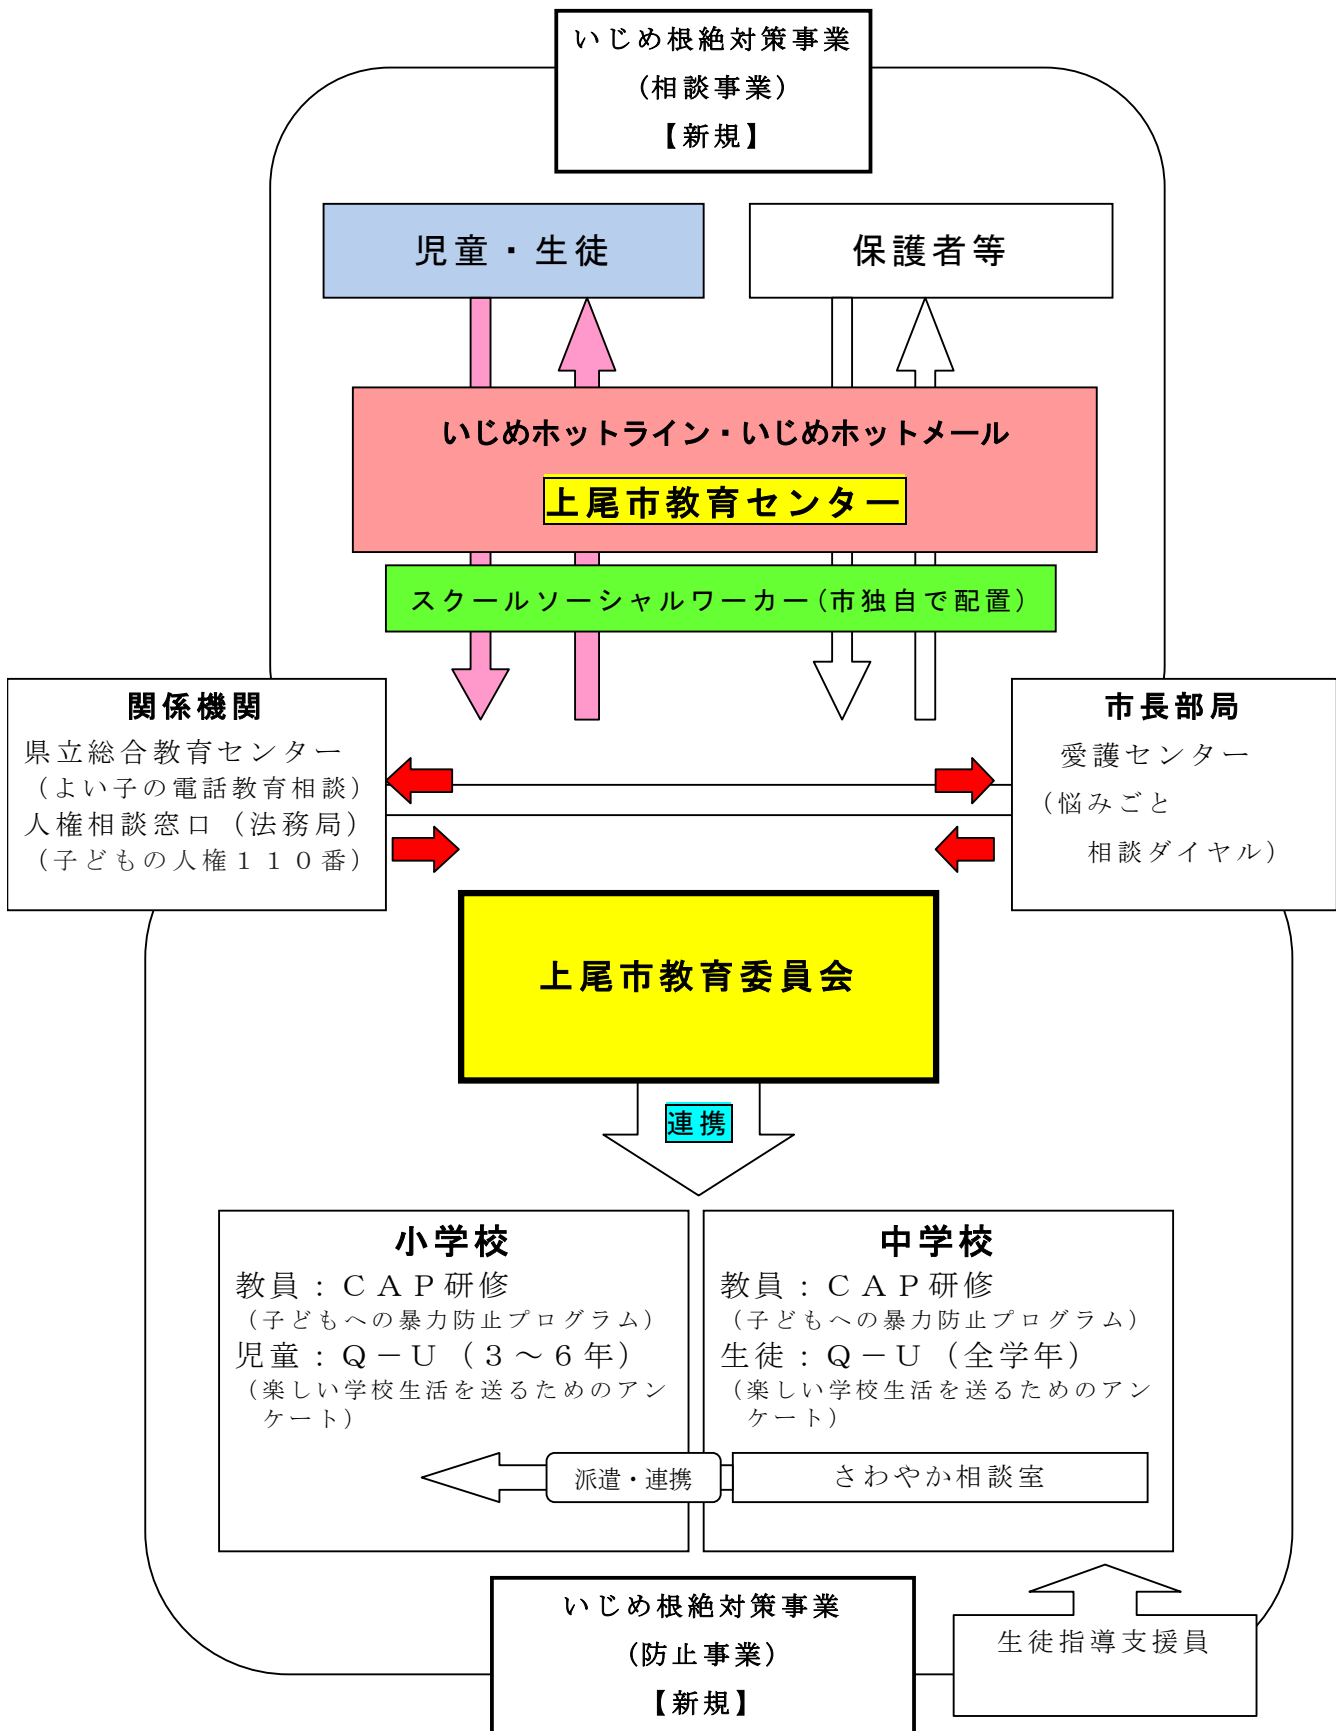 いじめ根絶対策事業
（相談事業）
【新規】
児童・生徒
保護者等
いじめホットライン・いじめホットメール
上尾市教育センター
スクールソーシャルワーカー（市独自で配置）
関係機関
県立総合教育センター
（よい子の電話教育相談）
人権相談窓口（法務局）
（子どもの人権１１０番）
市長部局
愛護センター
（悩みごと
相談ダイヤル）
上尾市教育委員会
連携
小学校
教員：ＣＡＰ研修
（子どもへの暴力防止プログラム）
児童：Ｑ－Ｕ（３～６年）
（楽しい学校生活を送るためのアン
ケート）
中学校
教員：ＣＡＰ研修
（子どもへの暴力防止プログラム）
生徒：Ｑ－Ｕ（全学年）
（楽しい学校生活を送るためのアン
ケート）
派遣・連携
さわやか相談室
いじめ根絶対策事業
（防止事業）
【新規】
生徒指導支援員